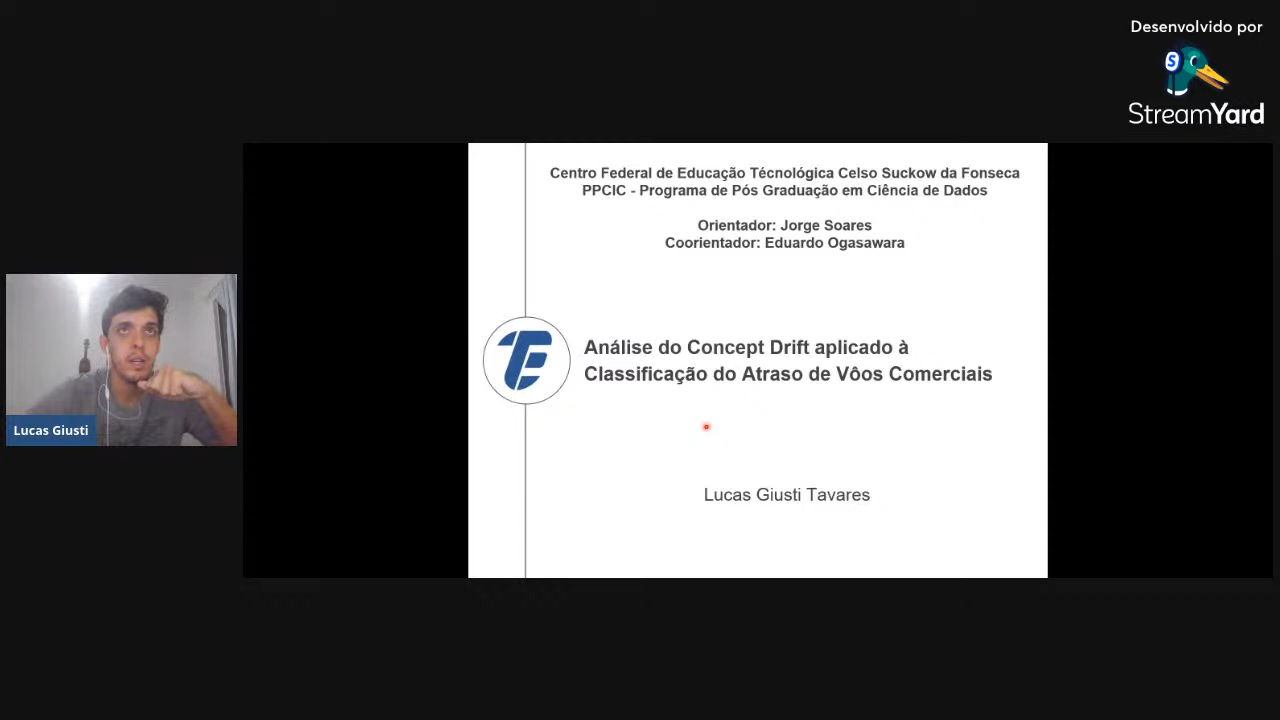 Desenvolvido por
S
StreamYard
Centro Federal de Educação Técnológica Celso Suckow da Fonseca
PPCIC - Programa de Pós Graduação em Ciência de Dados
Orientador: Jorge Soares
Coorientador: Eduardo Ogasawara
Análise do Concept Drift aplicado à
Classificação do Atraso de Vôos Comerciais
Lucas Giusti Tavares
Lucas Giusti